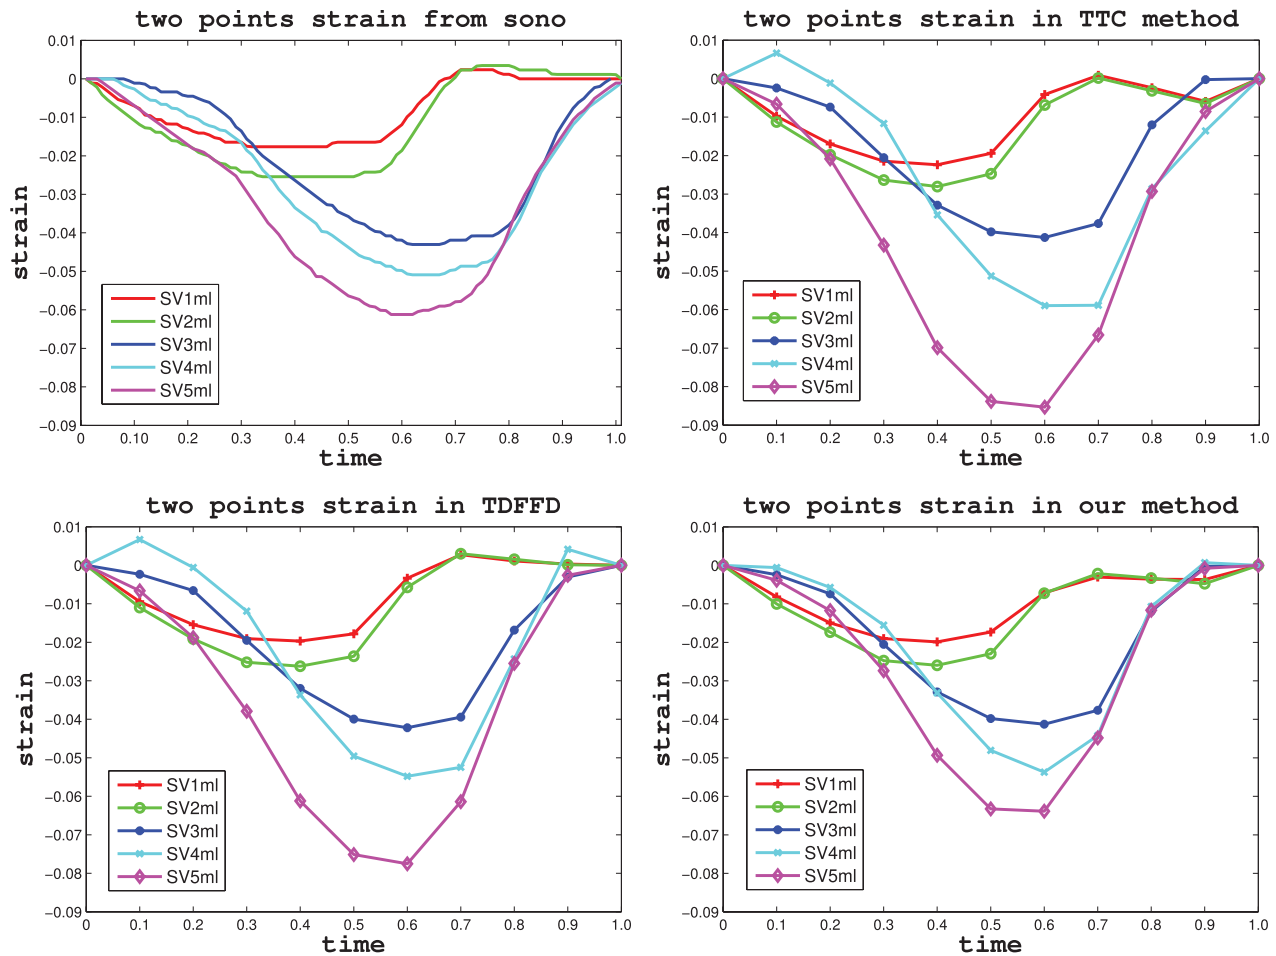 two points strain from sono
0.01
0
−0.01
−0.02
−0.03
−0.04
−0.05
−0.06
−0.07
−0.08
−0.09
strain
SV1ml
SV2ml
SV3ml
SV4ml
SV5ml
0 0.10 0.2 0.3 0.4 0.5 0.6 0.7 0.8 0.9 1.0
time
two points strain in TTC method
0.01
0
−0.01
−0.02
−0.03
−0.04
−0.05
−0.06
−0.07
−0.08
−0.09
strain
SV1ml
SV2ml
SV3ml
SV4ml
SV5ml
0 0.1 0.2 0.3 0.4 0.5 0.6 0.7 0.8 0.9 1.0
time
two points strain in TDFFD
0.01
0
−0.01
−0.02
−0.03
−0.04
−0.05
−0.06
−0.07
−0.08
−0.09
strain
SV1ml
SV2ml
SV3ml
SV4ml
SV5ml
0 0.1 0.2 0.3 0.4 0.5 0.6 0.7 0.8 0.9 1.0
time
two points strain in our method
0.01
0
−0.01
−0.02
−0.03
−0.04
−0.05
−0.06
−0.07
−0.08
−0.09
strain
SV1ml
SV2ml
SV3ml
SV4ml
SV5ml
0 0.1 0.2 0.3 0.4 0.5 0.6 0.7 0.8 0.9 1.0
time